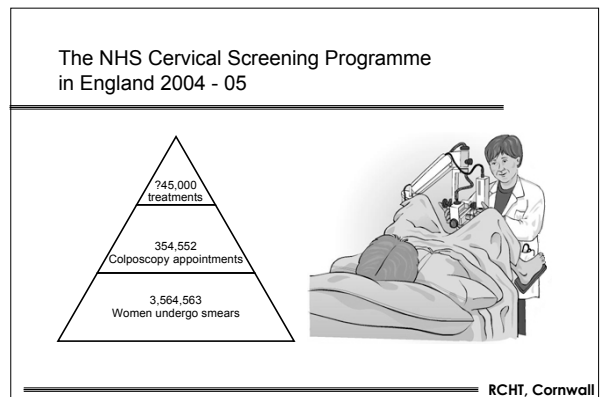 The NHS Cervical Screening Programme
in England 2004 - 05
?45,000
treatments
354,552
Colposcopy appointments
3,564,563
Women undergo smears
RCHT, Cornwall